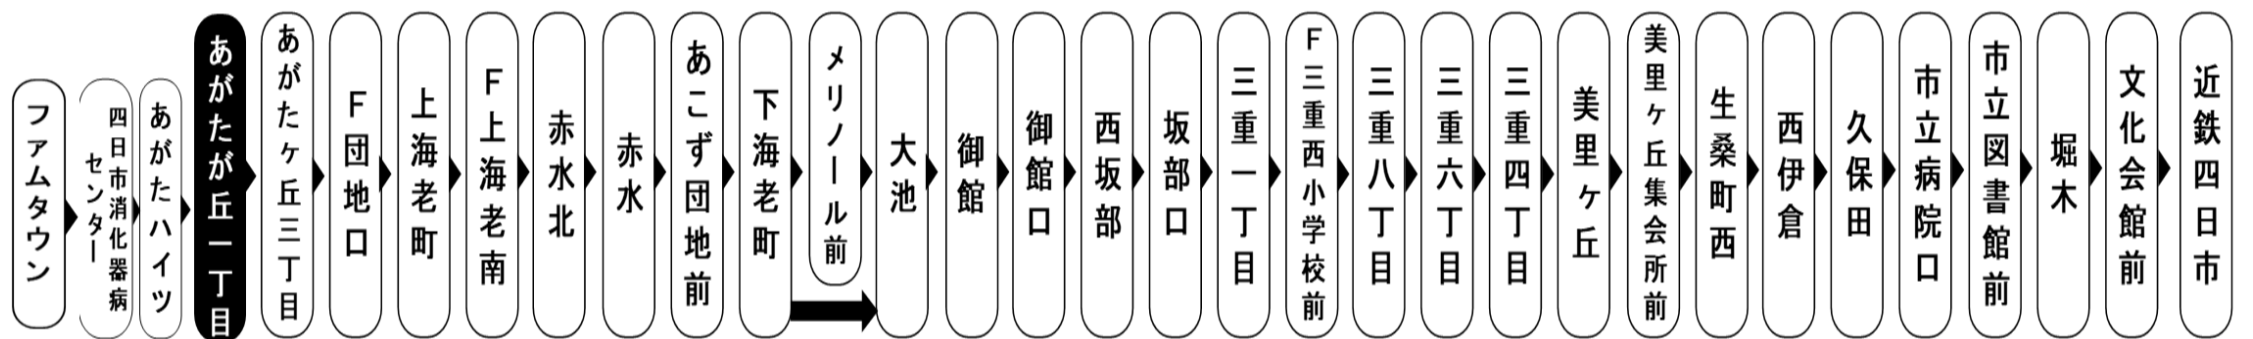 ファムタウン
四日市消化器病
センター
あがたハイツ
あがたが丘一丁目
あがたヶ丘三丁目
F団地口
上海老町
F上海老南
赤水北
赤水
あこず団地前
下海老町
メリノール前
大池
御館
御館口
西坂部
坂部口
三重一丁目
F三重西小学校前
三重八丁目
三重六丁目
三重四丁目
美里ヶ丘
美里ヶ丘集会所前
生桑町西
西伊倉
久保田
市立病院口
市立図書館前
堀木
文化会館前
近鉄四日市